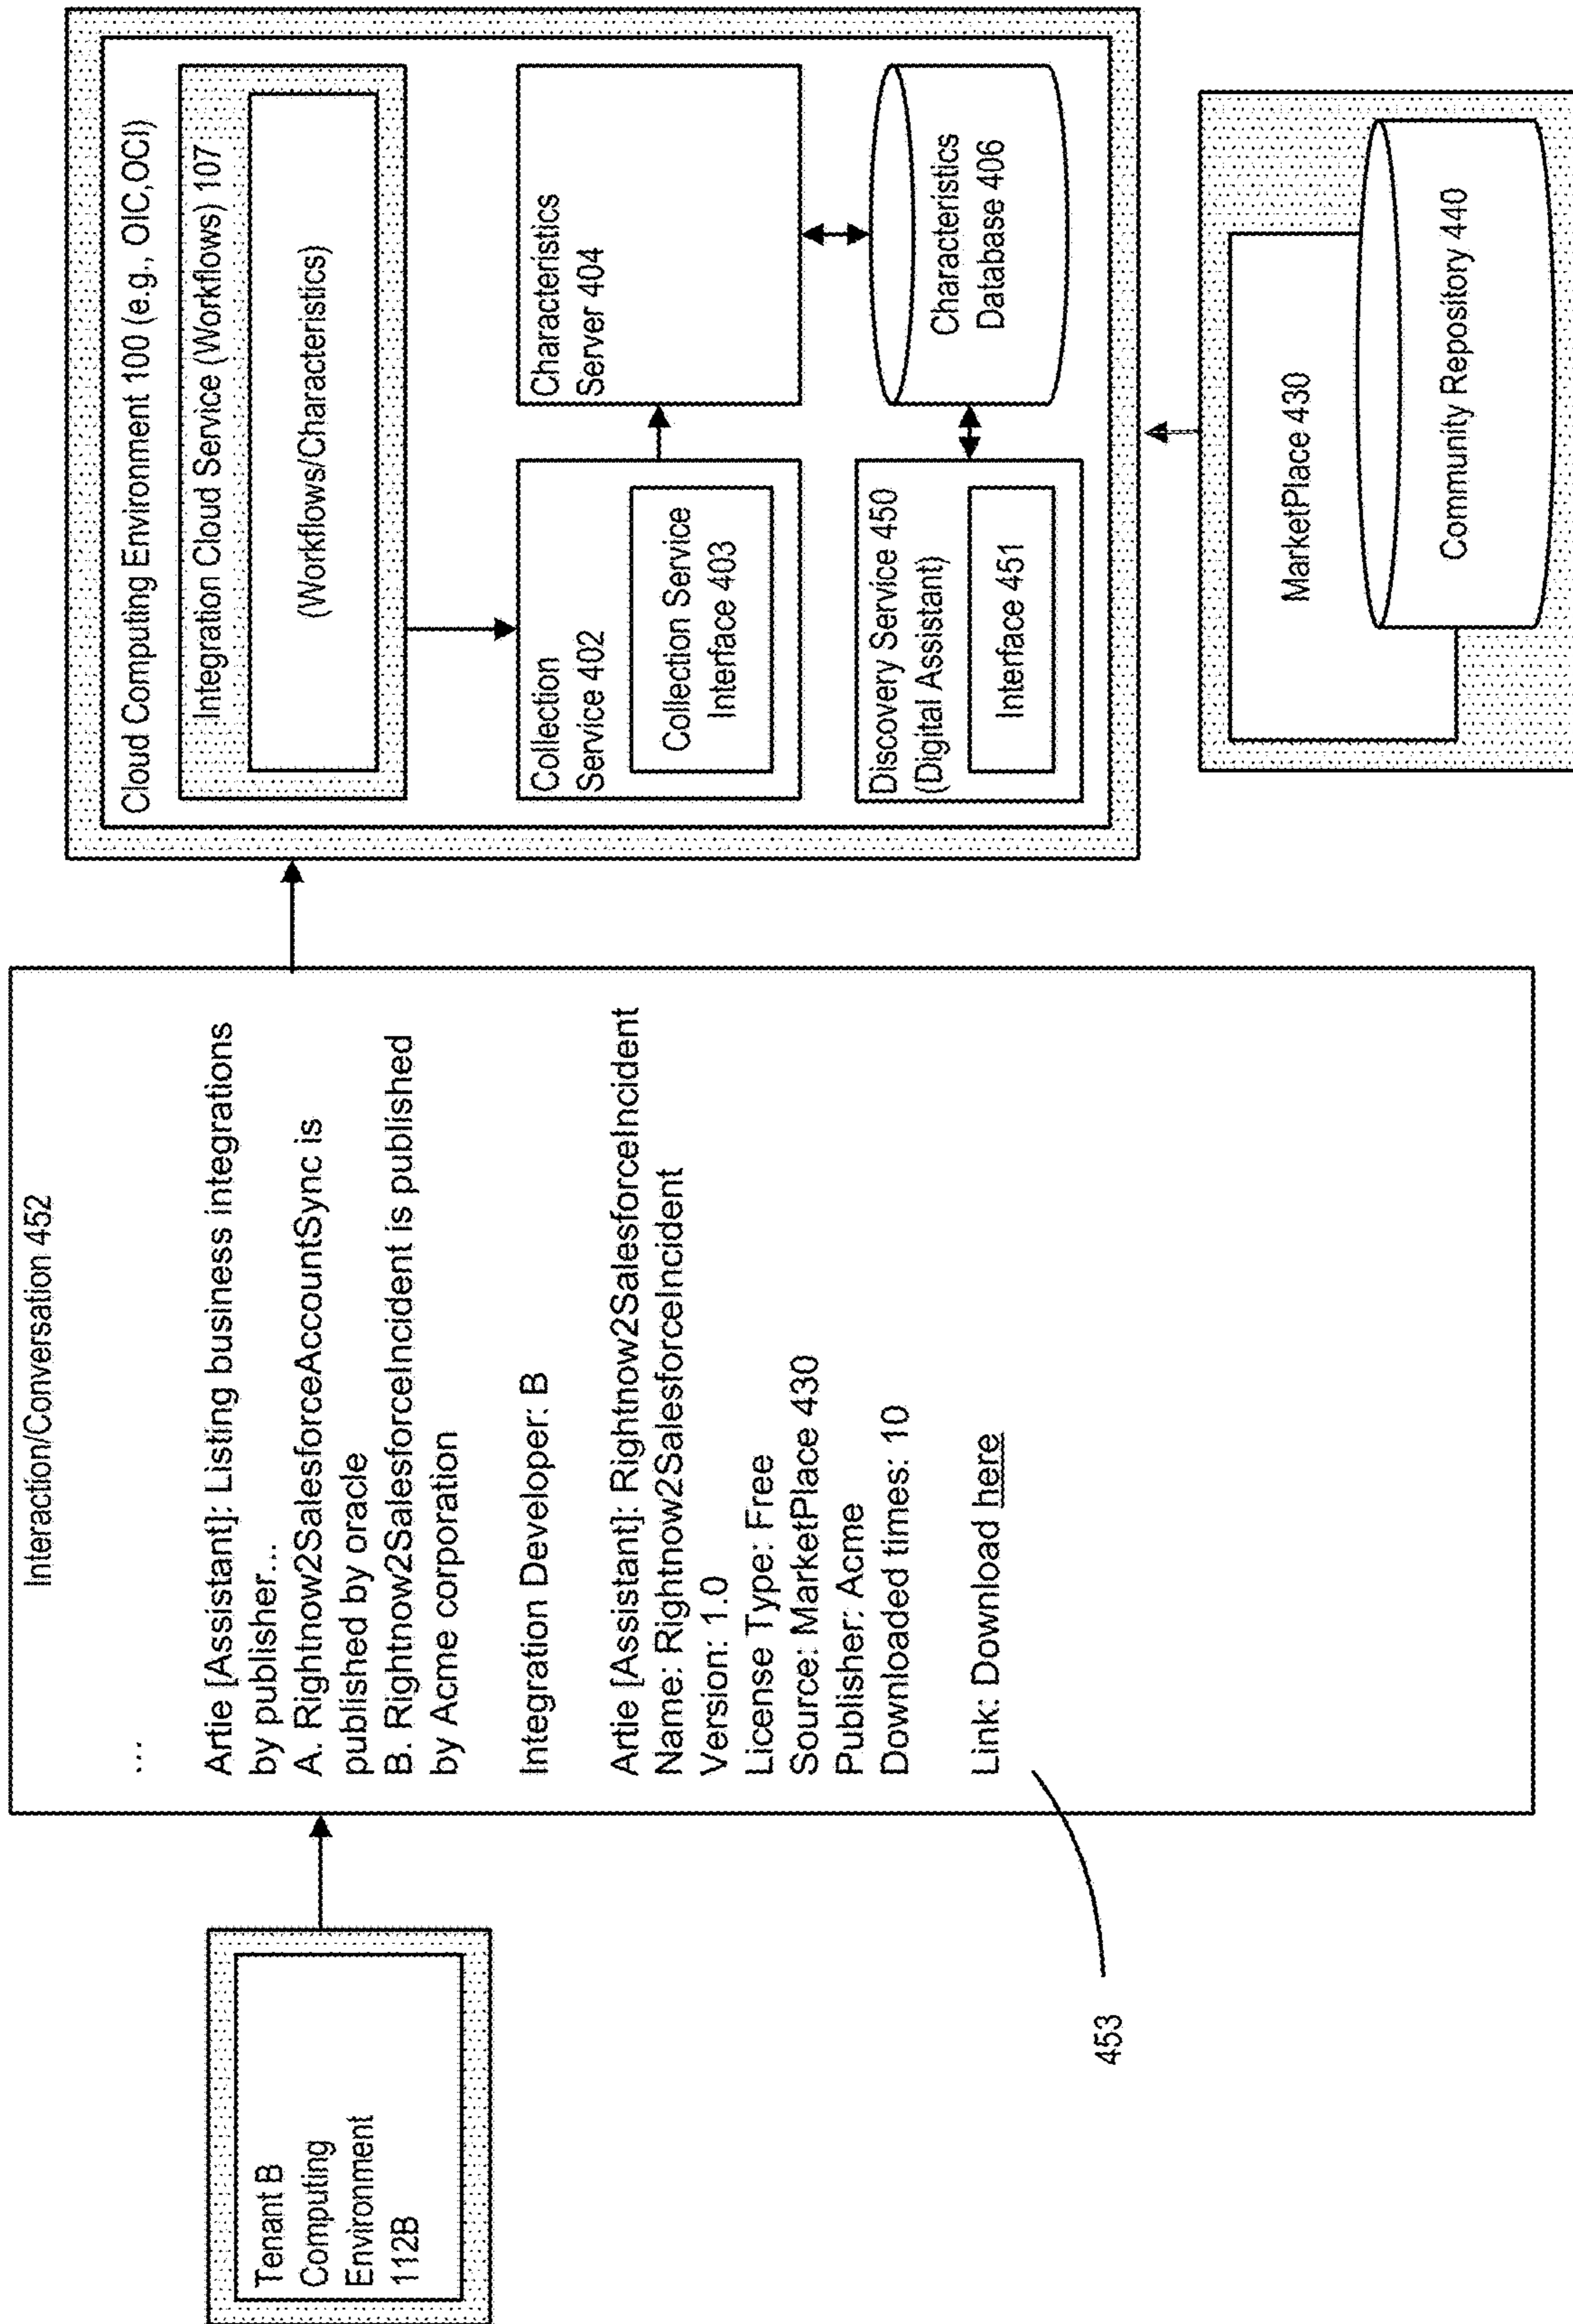 Tenant B
Computing
Environment
112B
Interaction/Conversation 452
...
Artie [Assistant]: Listing business integrations
by publisher...
A. Rightnow2SalesforceAccountSync is
published by oracle
B. Rightnow2SalesforceIncident is published
by Acme corporation
Integration Developer: B
Artie [Assistant]: Rightnow2SalesforceIncident
Name: Rightnow2SalesforceIncident
Version: 1.0
License Type: Free
Source: MarketPlace 430
Publisher: Acme
Downloaded times: 10
Link: Download here
453
Cloud Computing Environment 100 (e.g., OIC,OCI)
Integration Cloud Service (Workflows) 107
(Workflows/Characteristics)
Collection
Service 402
Collection Service
Interface 403
Characteristics
Server 404
Discovery Service 450
(Digital Assistant)
Interface 451
Characteristics
Database 406
MarketPlace 430
Community Repository 440